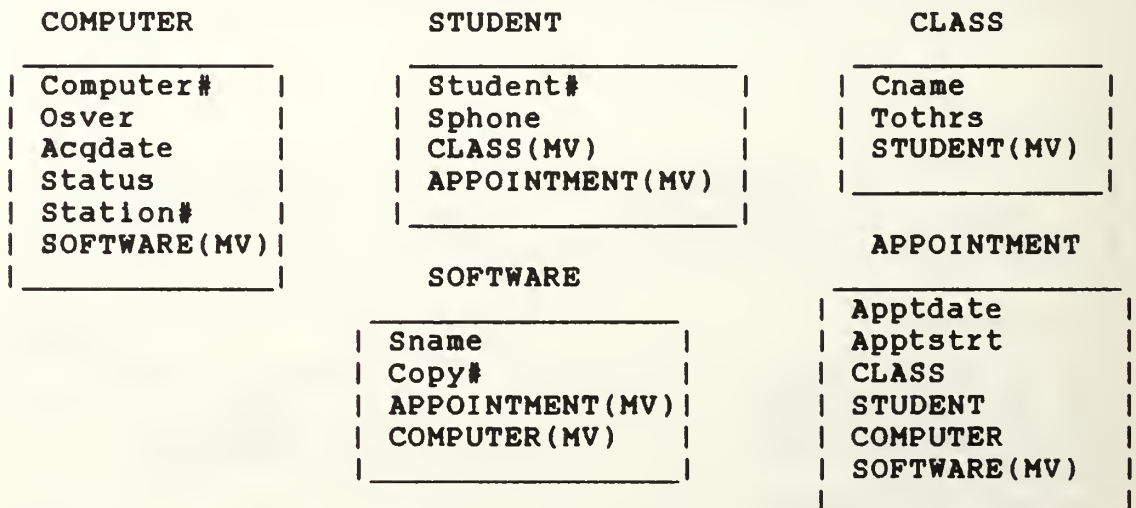 COMPUTER
Computer#
Osver
Acqdate
Status
Station#
SOFTWARE(MV)
STUDENT
Student#
Sphone
CLASS(MV)
APPOINTMENT(MV)
CLASS
Cname
Tothrs
STUDENT(MV)
SOFTWARE
Sname
Copy#
APPOINTMENT(MV)
COMPUTER(MV)
APPOINTMENT
Apptdate
Apptstrt
CLASS
STUDENT
COMPUTER
SOFTWARE(MV)